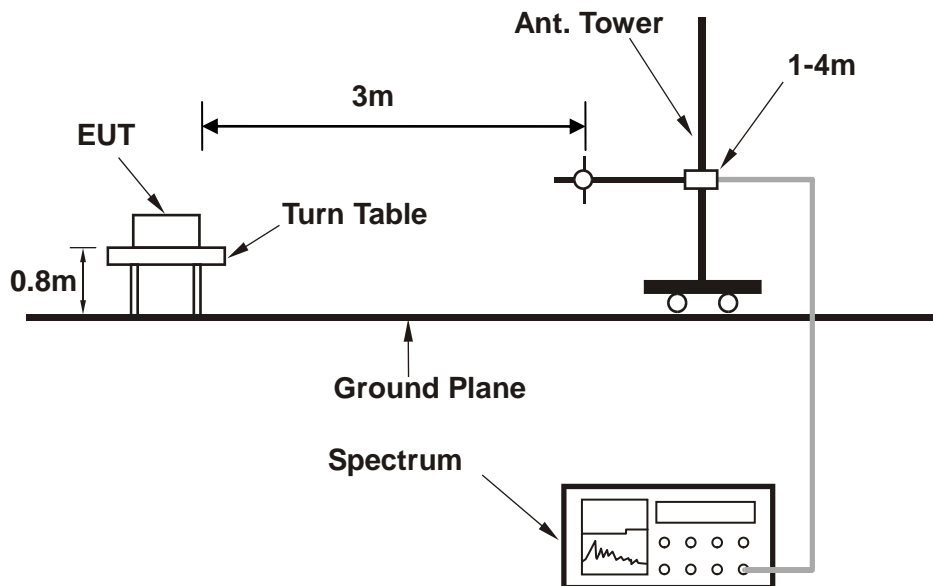 Ant. Tower
1-4m
3m
EUT
Turn Table
0.8m
Ground Plane
Spectrum